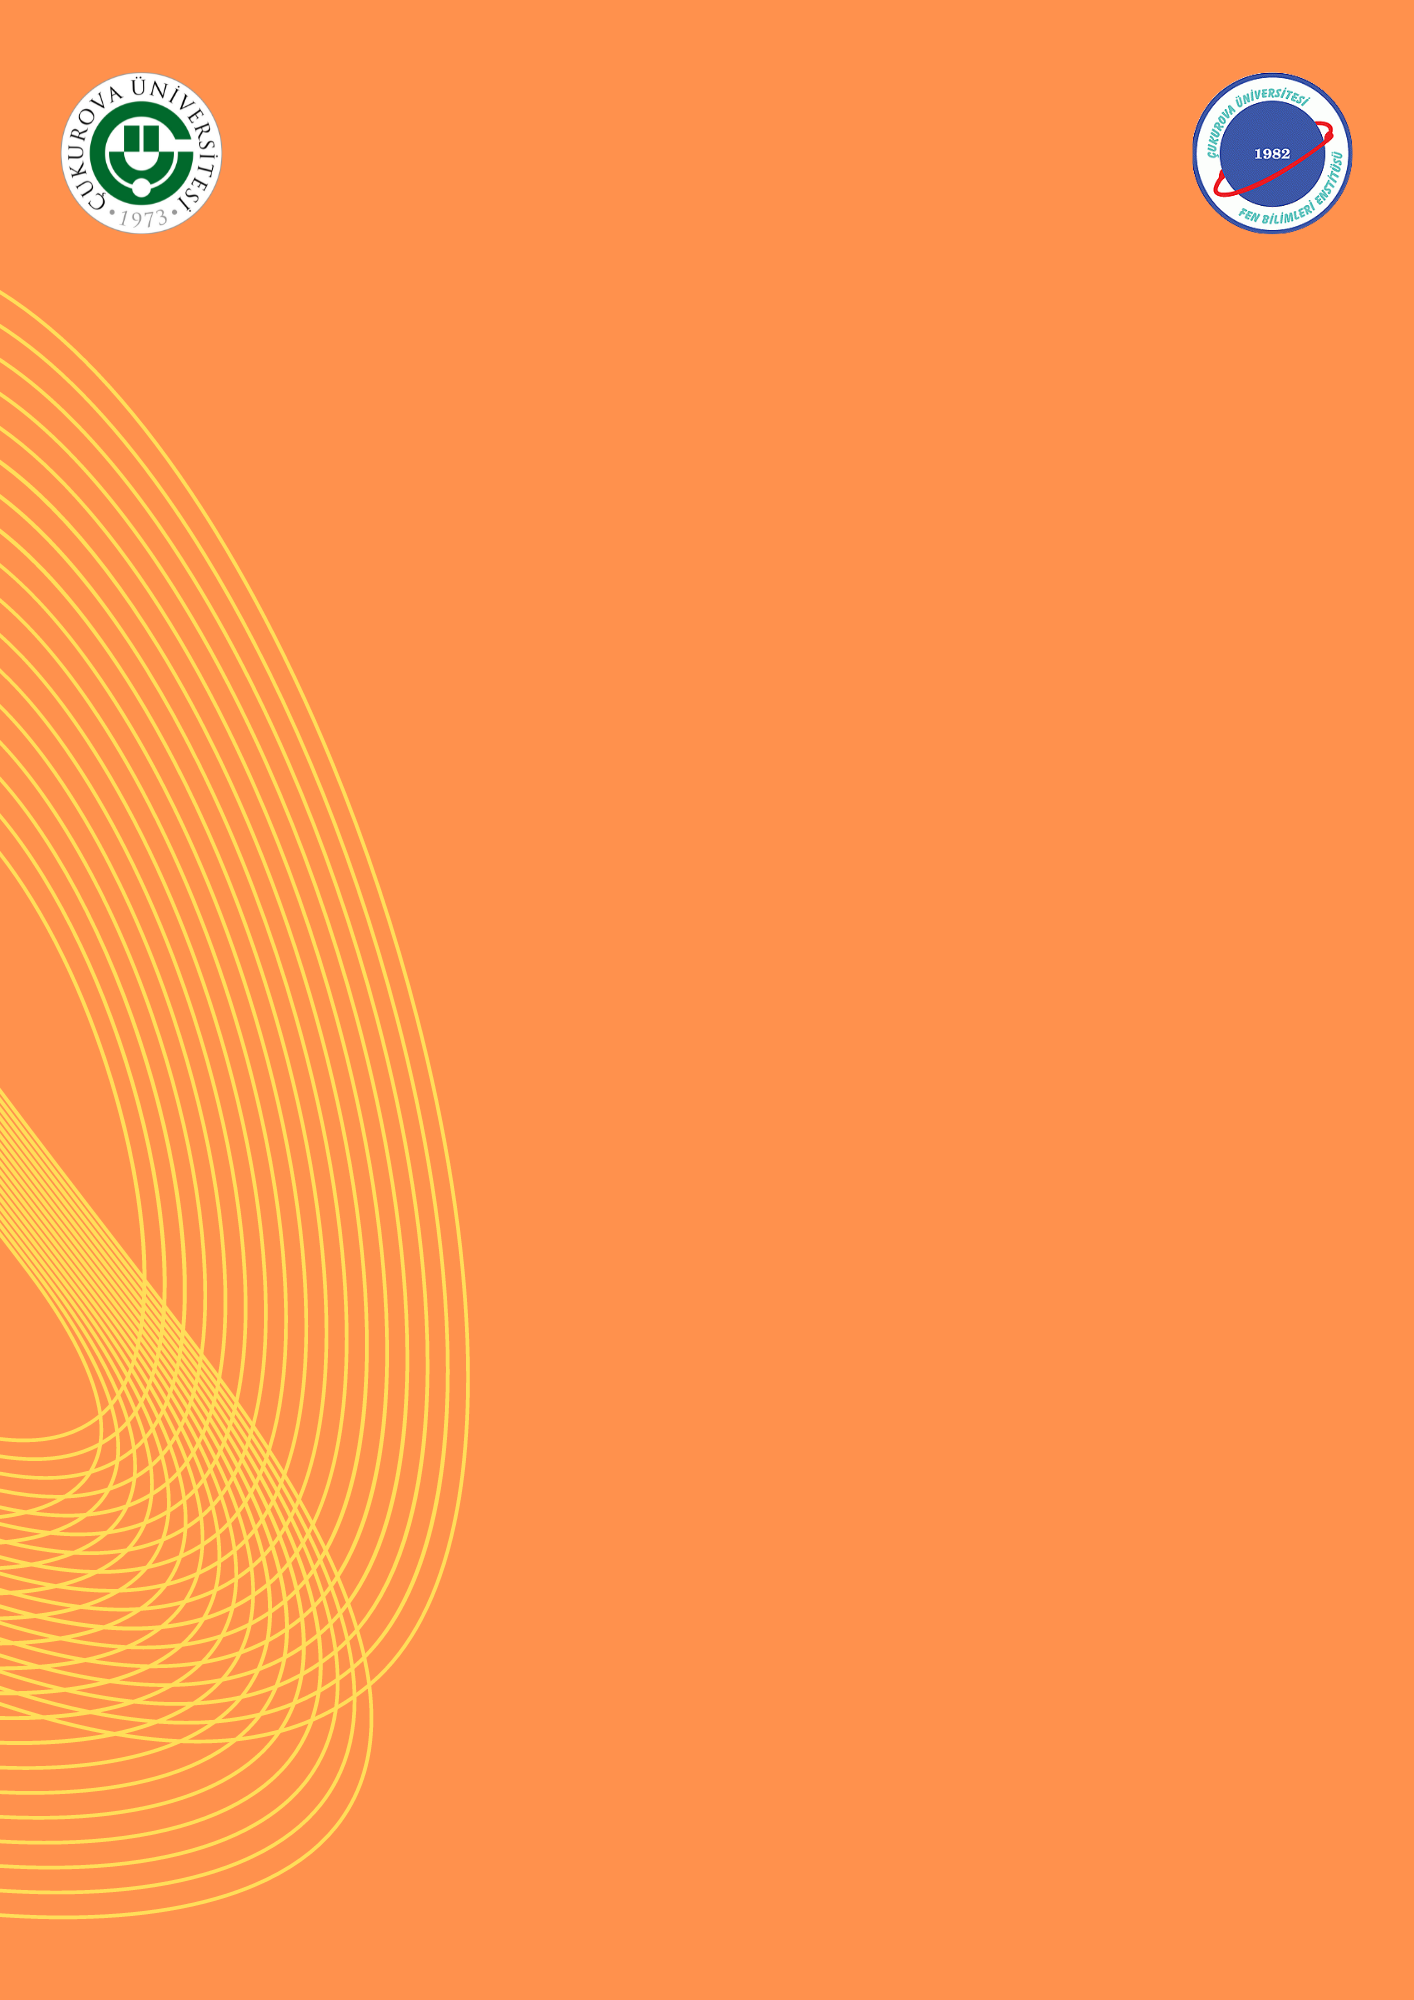 ÇUKUROVA ÜNİVERSİTESİ
• 1973 •
ÇUKUROVA ÜNİVERSİTESİ
1982
FEN BİLİMLERİ ENSTİTÜSÜ